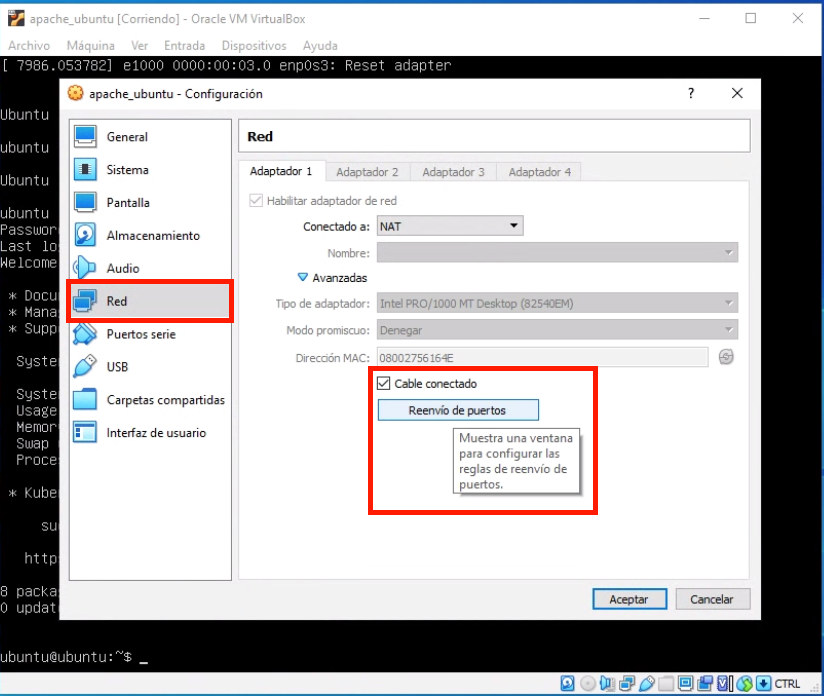 apache_ubuntu [Corriendo] - Oracle VM VirtualBox
Archivo Máquina Ver Entrada Dispositivos Ayuda
[ 7986.053782] e1000 0000:00:03.0 enp0s3: Reset adapter
apache_ubuntu - Configuración
?
Ubuntu
ubuntu
Ubuntu
ubuntu
Last lo
Welcome
* Docu
* Mana
* Supp
Syste
Syste
Usage
Memor
Swap
Proce
* Kube
su
http
8 packa
0 updat
ubuntu@ubuntu:~$ _
General
Sistema
Pantalla
Almacenamiento
Audio
Red
Puertos serie
USB
Carpetas compartidas
Interfaz de usuario
Red
Adaptador 1 Adaptador 2 Adaptador 3 Adaptador 4
Habilitar adaptador de red
Conectado a: NAT
Nombre:
Avanzadas
Tipo de adaptador: Intel PRO/1000 MT Desktop (82540EM)
Modo promiscuo: Denegar
Dirección MAC: 08002756164E
Cable conectado
Reenvío de puertos
Muestra una ventana
para configurar las
reglas de reenvío de
puertos.
Aceptar Cancelar
CTRL